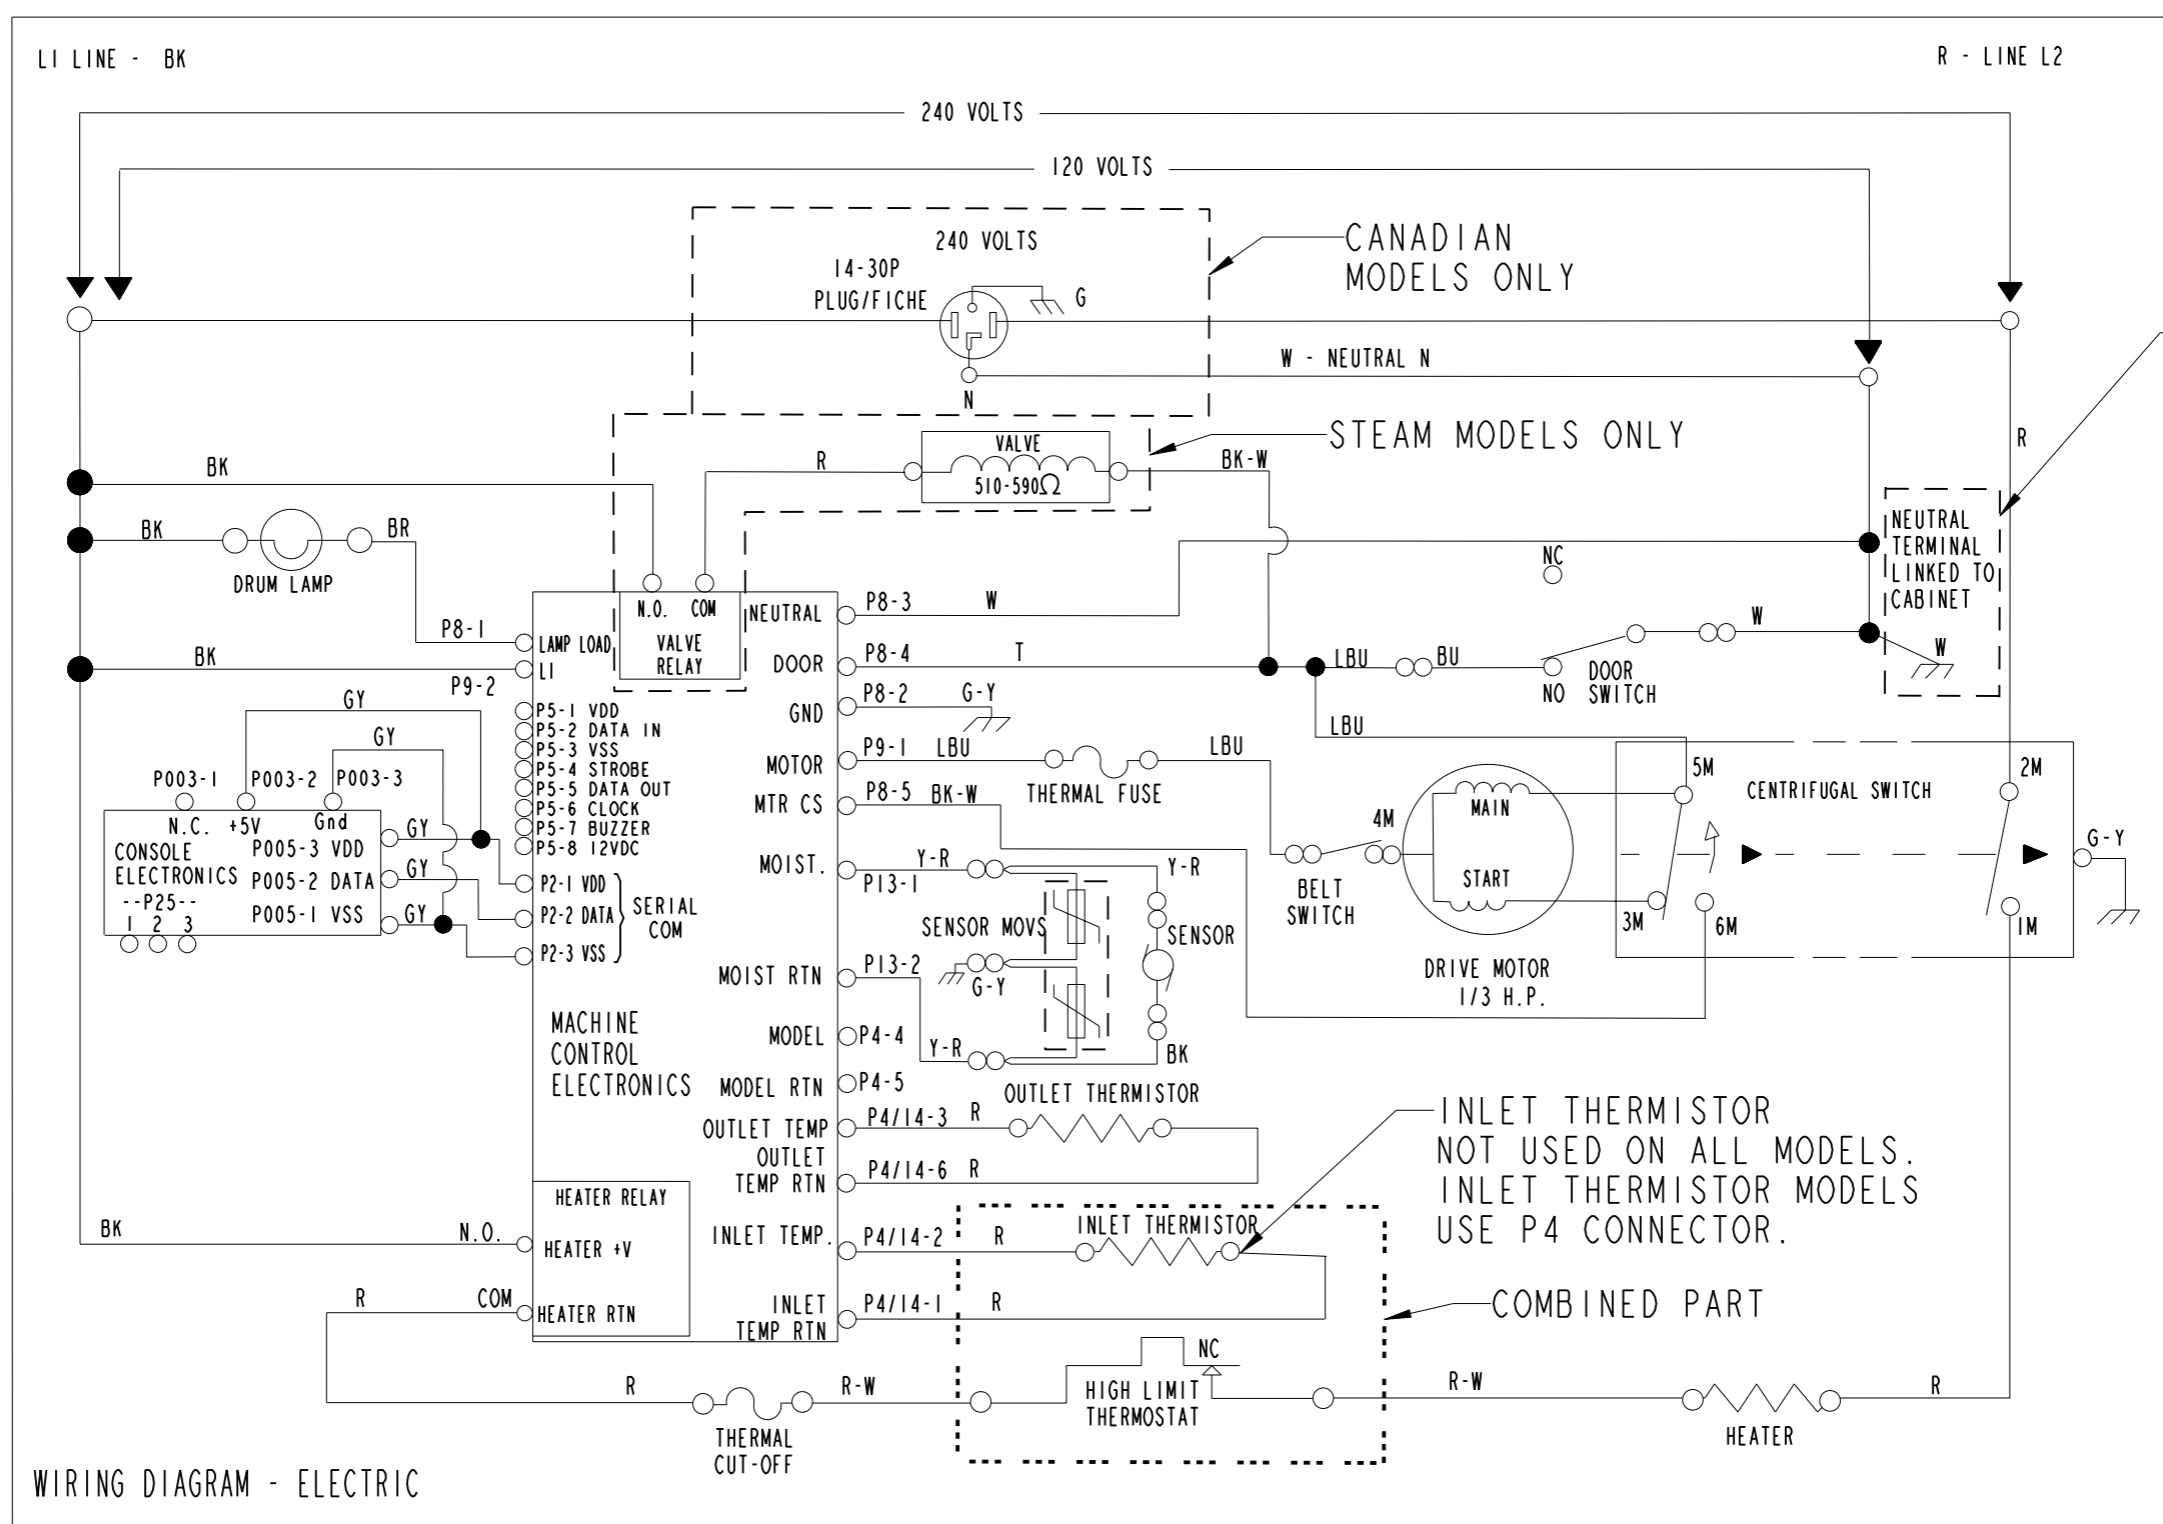 L1 LINE - BK
R - LINE L2
240 VOLTS
120 VOLTS
240 VOLTS
14-30P
PLUG/FICHE
G
CANADIAN
MODELS ONLY
W - NEUTRAL N
N
R
STEAM MODELS ONLY
VALVE
510-590Ω
R
BK-W
BK
BK
BR
DRUM LAMP
NEUTRAL
TERMINAL
LINKED TO
CABINET
W
NC
N.O.
COM
VALVE
RELAY
NEUTRAL
P8-3
W
P8-1
LAMP LOAD
BK
P9-2
L1
DOOR
P8-4
T
LBU
BU
NO
DOOR
SWITCH
W
P8-2
G-Y
GND
LBU
GY
GY
P5-1 VDD
P5-2 DATA IN
P5-3 VSS
P5-4 STROBE
P5-5 DATA OUT
P5-6 CLOCK
P5-7 BUZZER
P5-8 12VDC
MOTOR
P9-1
LBU
THERMAL FUSE
LBU
MTR CS
P8-5
BK-W
P003-1
P003-2
P003-3
N.C.
+5V
Gnd
CONSOLE
ELECTRONICS
P005-3 VDD
P005-2 DATA
P005-1 VSS
--P25--
1 2 3
GY
GY
GY
P2-1 VDD
P2-2 DATA
P2-3 VSS
SERIAL
COM
5M
CENTRIFUGAL SWITCH
2M
MAIN
START
4M
BELT
SWITCH
3M
6M
1M
G-Y
DRIVE MOTOR
1/3 H.P.
MOIST.
P13-1
Y-R
Y-R
SENSOR MOVS
SENSOR
MOIST RTN
P13-2
G-Y
Y-R
BK
MACHINE
CONTROL
ELECTRONICS
MODEL
P4-4
MODEL RTN
P4-5
OUTLET THERMISTOR
OUTLET TEMP
P4/14-3
R
OUTLET
TEMP RTN
P4/14-6
R
INLET THERMISTOR
NOT USED ON ALL MODELS.
INLET THERMISTOR MODELS
USE P4 CONNECTOR.
HEATER RELAY
BK
N.O.
HEATER +V
INLET TEMP.
P4/14-2
R
INLET THERMISTOR
R
COM
HEATER RTN
INLET
TEMP RTN
P4/14-1
R
COMBINED PART
NC
HIGH LIMIT
THERMOSTAT
R
R-W
R-W
R
THERMAL
CUT-OFF
HEATER
WIRING DIAGRAM - ELECTRIC